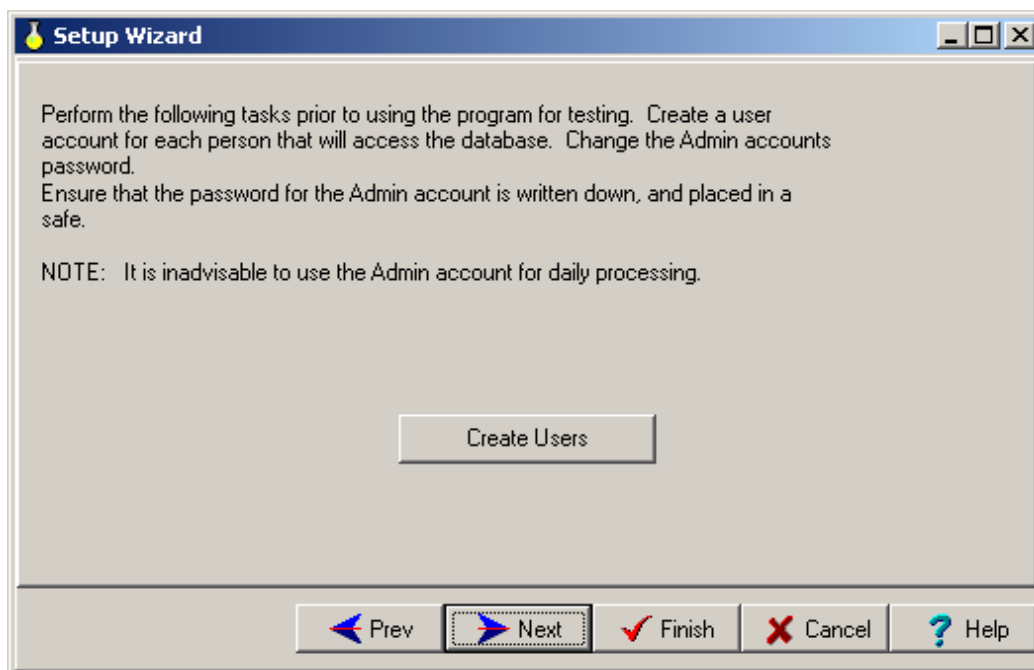 Setup Wizard
Perform the following tasks prior to using the program for testing.  Create a user
account for each person that will access the database.  Change the Admin accounts
password.
Ensure that the password for the Admin account is written down, and placed in a
safe.
NOTE:   It is inadvisable to use the Admin account for daily processing.
Create Users
Prev Next Finish Cancel Help